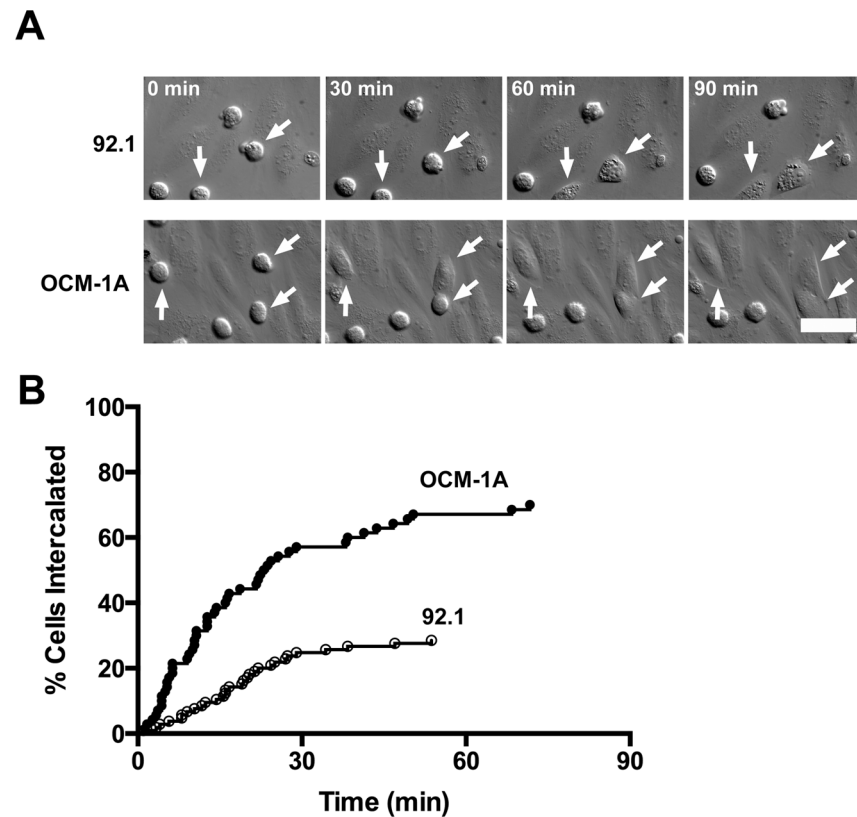 A
0 min 30 min 60 min 90 min
92.1
OCM-1A
B
100
80
60
40
20
0
% Cells Intercalated
OCM-1A
92.1
0 30 60 90
Time (min)